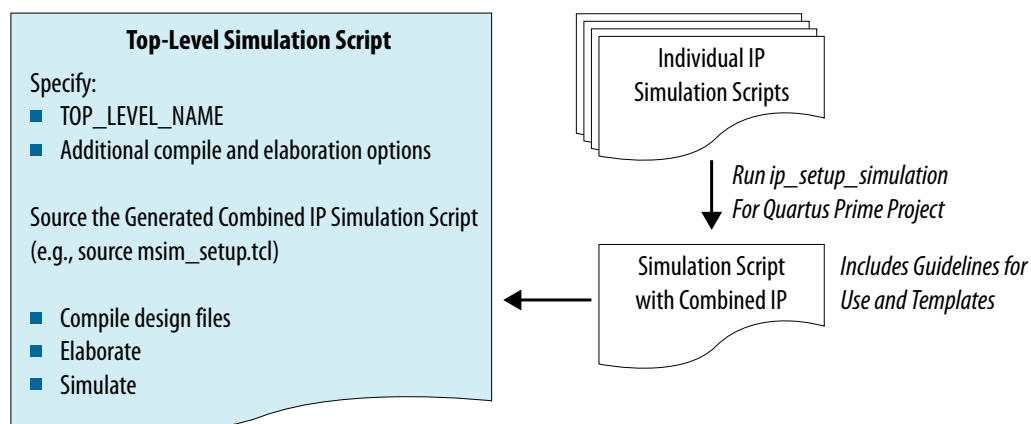 Top-Level Simulation Script
Specify:
TOP_LEVEL_NAME
Additional compile and elaboration options
Source the Generated Combined IP Simulation Script
(e.g., source msim_setup.tcl)
Compile design files
Elaborate
Simulate
Individual IP
Simulation Scripts
Run ip_setup_simulation
For Quartus Prime Project
Simulation Script
with Combined IP
Includes Guidelines for
Use and Templates